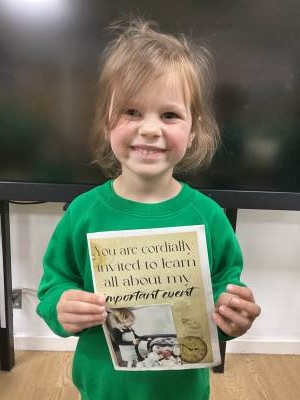 You are cordially
invited to learn
all about my
important event